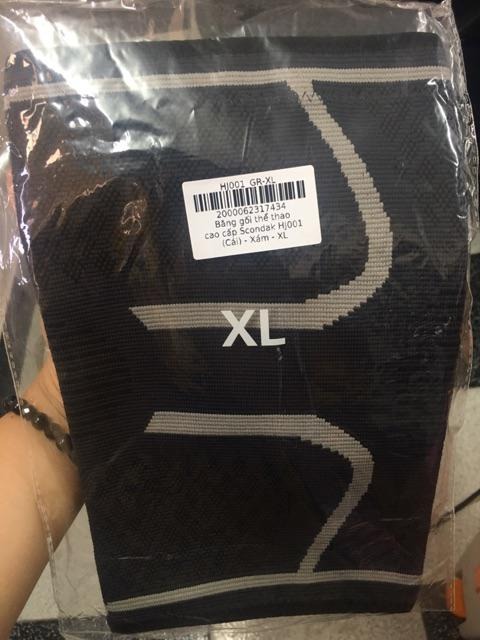 HJ001_GR-XL
2000062317434
Băng gối thể thao
cao cấp Scondak HJ001
(Cái) - Xám - XL
XL